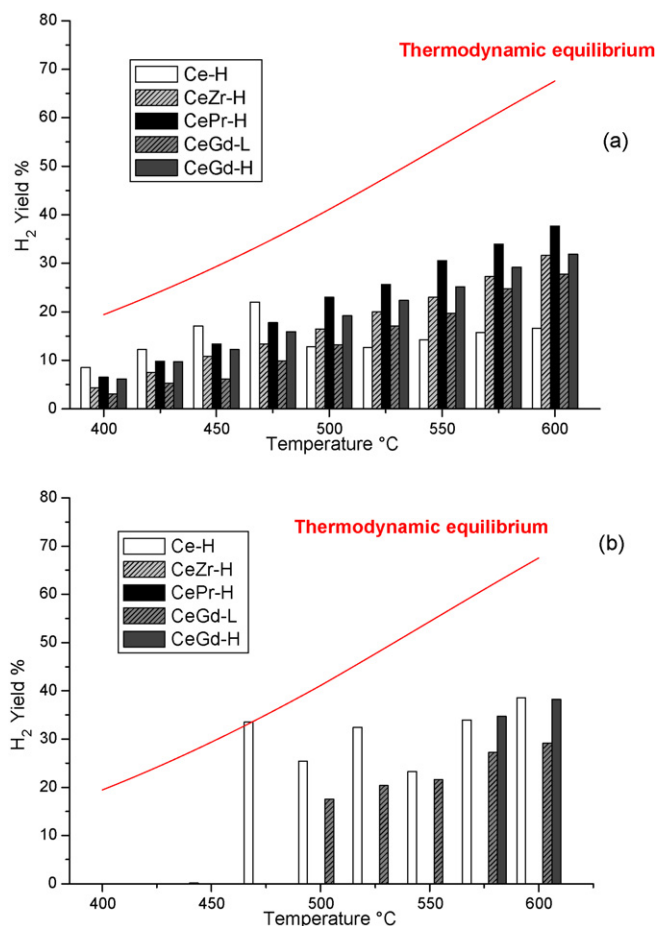 80
70
60
50
40
30
20
10
0
H₂ Yield %
Thermodynamic equilibrium
Ce-H
CeZr-H
CePr-H
CeGd-L
CeGd-H
(a)
400 450 500 550 600
Temperature °C
80
70
60
50
40
30
20
10
0
H₂ Yield %
Thermodynamic equilibrium
Ce-H
CeZr-H
CePr-H
CeGd-L
CeGd-H
(b)
400 450 500 550 600
Temperature °C